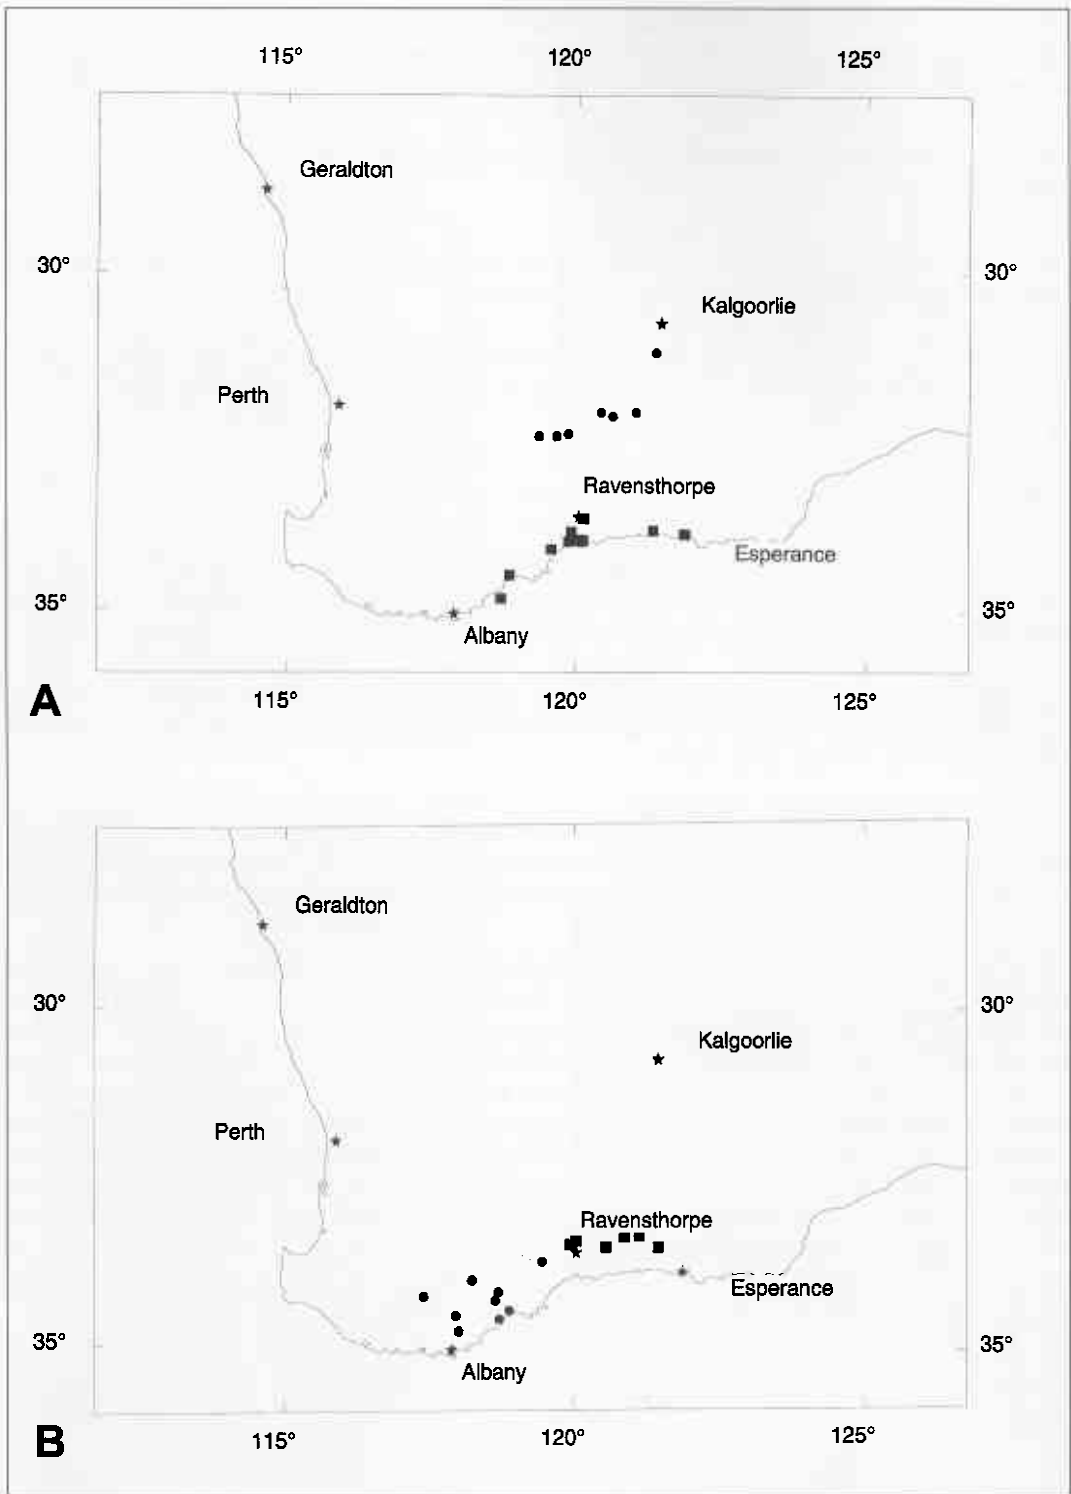 115° 120° 125°
Geraldton
30° 30°
Kalgoorlie
Perth
Ravensthorpe
Esperance
35° 35°
Albany
A 115° 120° 125°
Geraldton
30° 30°
Kalgoorlie
Perth
Ravensthorpe
Esperance
35° 35°
Albany
B 115° 120° 125°